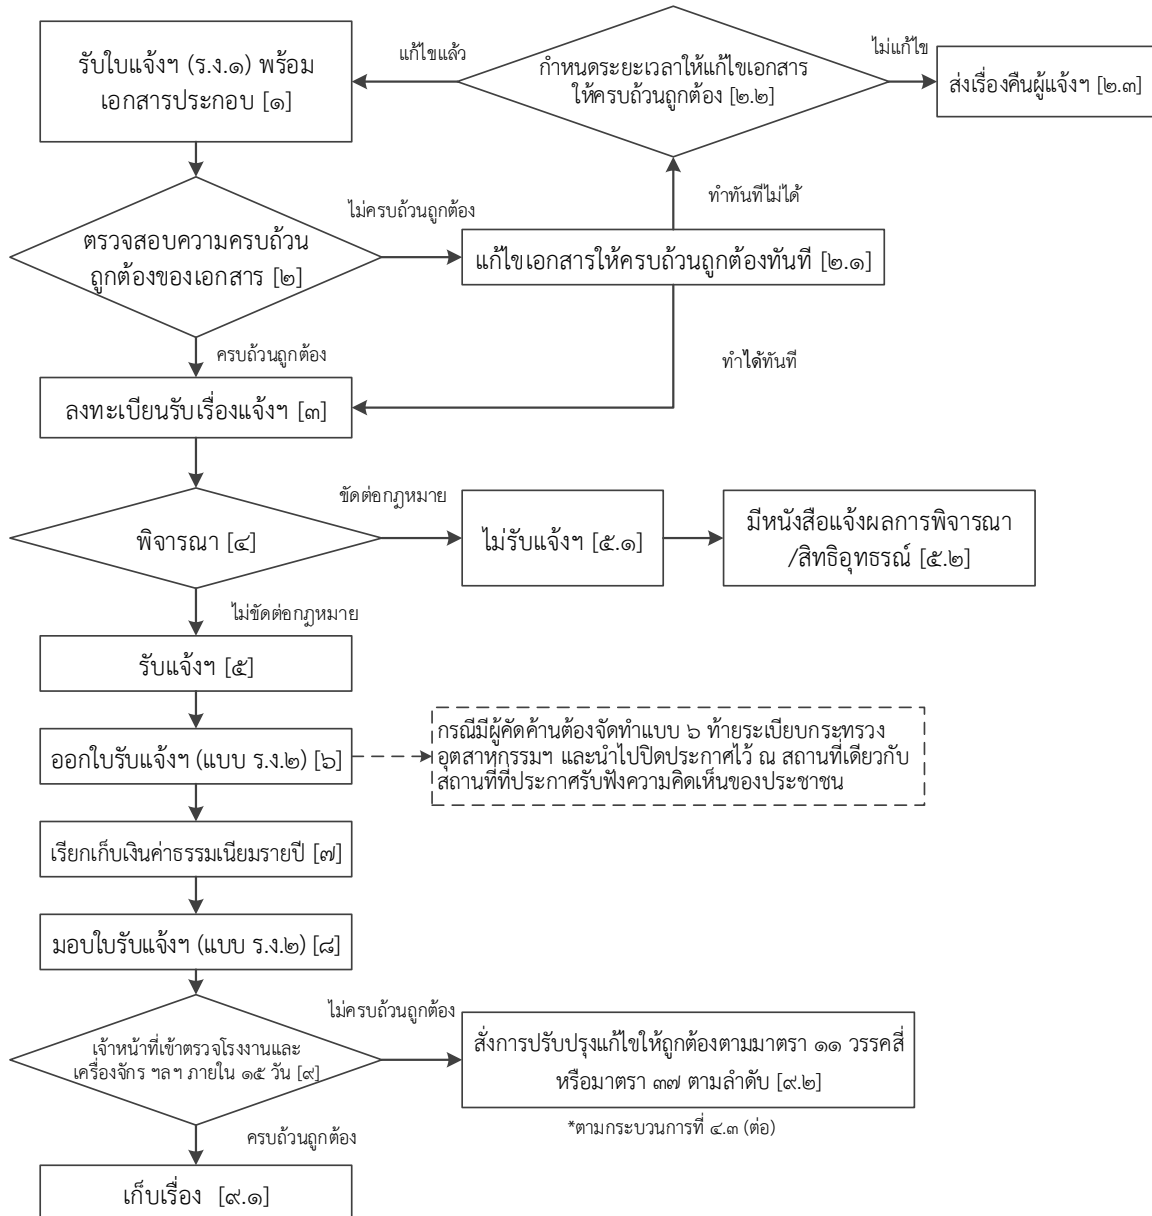 รับใบแจ้งฯ (ร.ง.๑) พร้อม
เอกสารประกอบ [๑]
แก้ไขแล้ว
กำหนดระยะเวลาให้แก้ไขเอกสาร
ให้ครบถ้วนถูกต้อง [๒.๒]
ไม่แก้ไข
ส่งเรื่องคืนผู้แจ้งฯ [๒.๓]
ทำทันทีไม่ได้
ไม่ครบถ้วนถูกต้อง
ตรวจสอบความครบถ้วน
ถูกต้องของเอกสาร [๒]
แก้ไขเอกสารให้ครบถ้วนถูกต้องทันที [๒.๑]
ครบถ้วนถูกต้อง
ทำได้ทันที
ลงทะเบียนรับเรื่องแจ้งฯ [๓]
ขัดต่อกฎหมาย
พิจารณา [๔]
ไม่รับแจ้งฯ [๕.๑]
มีหนังสือแจ้งผลการพิจารณา
/สิทธิอุทธรณ์ [๕.๒]
ไม่ขัดต่อกฎหมาย
รับแจ้งฯ [๕]
ออกใบรับแจ้งฯ (แบบ ร.ง.๒) [๖]
กรณีมีผู้คัดค้านต้องจัดทำแบบ ๖ ท้ายระเบียบกระทรวง
อุตสาหกรรมฯ และนำไปปิดประกาศไว้ ณ สถานที่เดียวกับ
สถานที่ที่ประกาศรับฟังความคิดเห็นของประชาชน
เรียกเก็บเงินค่าธรรมเนียมรายปี [๗]
มอบใบรับแจ้งฯ (แบบ ร.ง.๒) [๘]
ไม่ครบถ้วนถูกต้อง
เจ้าหน้าที่เข้าตรวจโรงงานและ
เครื่องจักร ฯลฯ ภายใน ๑๕ วัน [๙]
สั่งการปรับปรุงแก้ไขให้ถูกต้องตามมาตรา ๑๑ วรรคสี่
หรือมาตรา ๓๗ ตามลำดับ [๙.๒]
*ตามกระบวนการที่ ๔.๓ (ต่อ)
ครบถ้วนถูกต้อง
เก็บเรื่อง [๙.๑]